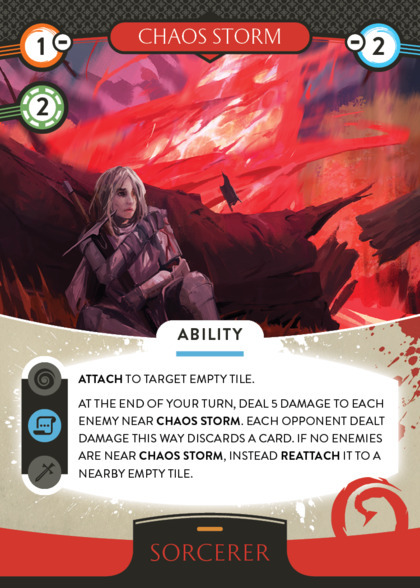 CHAOS STORM
1 -
- 2
2
ABILITY
ATTACH TO TARGET EMPTY TILE.
AT THE END OF YOUR TURN, DEAL 5 DAMAGE TO EACH
ENEMY NEAR CHAOS STORM. EACH OPPONENT DEALT
DAMAGE THIS WAY DISCARDS A CARD. IF NO ENEMIES
ARE NEAR CHAOS STORM, INSTEAD REATTACH IT TO A
NEARBY EMPTY TILE.
SORCERER